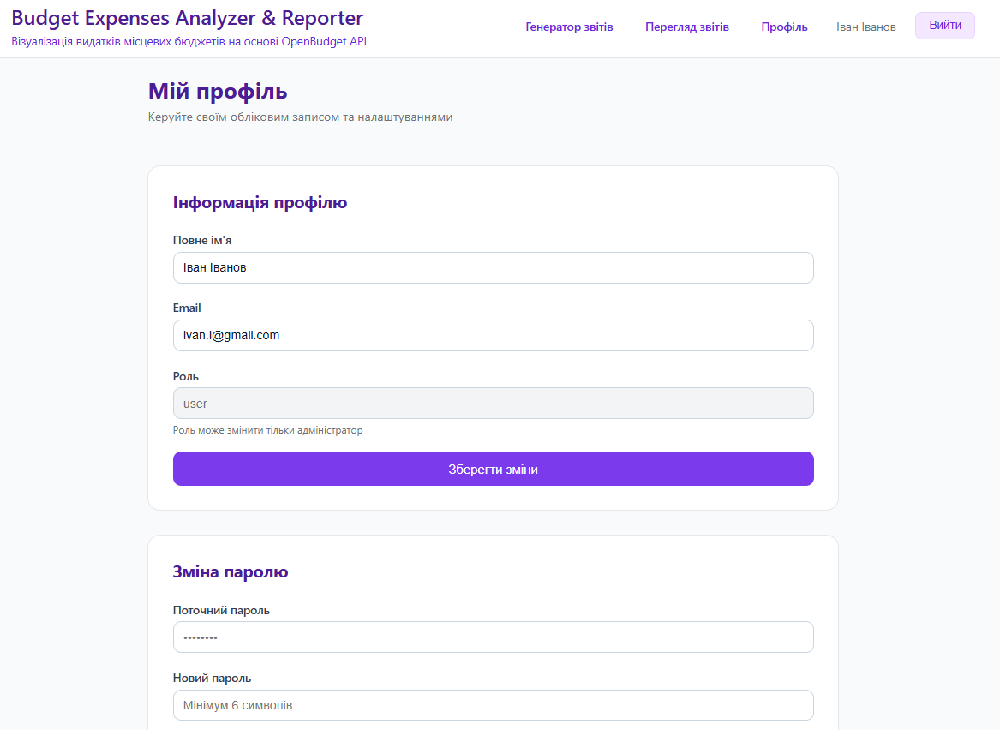 Budget Expenses Analyzer & Reporter
Візуалізація видатків місцевих бюджетів на основі OpenBudget API
Генератор звітів
Перегляд звітів
Профіль
Іван Іванов
Вийти
Мій профіль
Керуйте своїм обліковим записом та налаштуваннями
Інформація профілю
Повне ім'я
Іван Іванов
Email
ivan.i@gmail.com
Роль
user
Роль може змінити тільки адміністратор
Зберегти зміни
Зміна паролю
Поточний пароль
••••••••
Новий пароль
Мінімум 6 символів